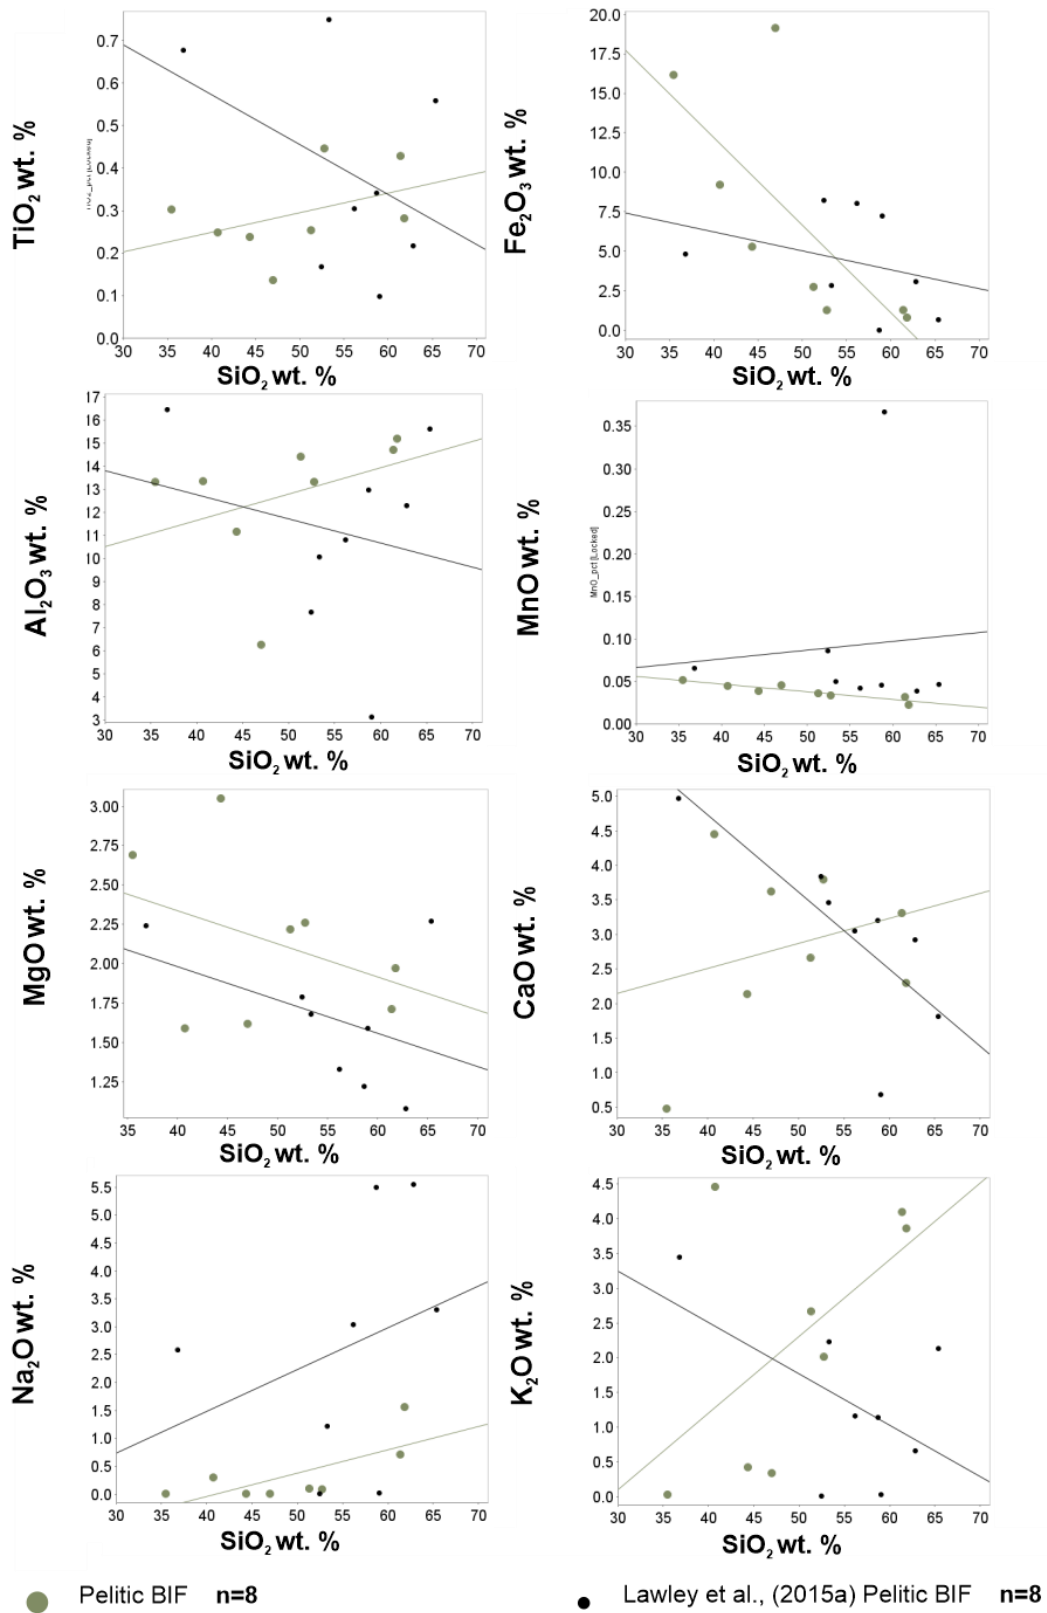 TiO2 wt. %
0.7
0.6
0.5
0.4
0.3
0.2
0.1
0.0
30 35 40 45 50 55 60 65 70
SiO2 wt. %
Fe2O3 wt. %
20.0
17.5
15.0
12.5
10.0
7.5
5.0
2.5
0.0
30 35 40 45 50 55 60 65 70
SiO2 wt. %
Al2O3 wt. %
17
16
15
14
13
12
11
10
9
8
7
6
5
4
3
30 35 40 45 50 55 60 65 70
SiO2 wt. %
MnO wt. %
MnO_pct [Locked]
0.35
0.30
0.25
0.20
0.15
0.10
0.05
0.00
30 35 40 45 50 55 60 65 70
SiO2 wt. %
MgO wt. %
3.00
2.75
2.50
2.25
2.00
1.75
1.50
1.25
35 40 45 50 55 60 65 70
SiO2 wt. %
CaO wt. %
5.0
4.5
4.0
3.5
3.0
2.5
2.0
1.5
1.0
0.5
30 35 40 45 50 55 60 65 70
SiO2 wt. %
Na2O wt. %
5.5
5.0
4.5
4.0
3.5
3.0
2.5
2.0
1.5
1.0
0.5
0.0
30 35 40 45 50 55 60 65 70
SiO2 wt. %
K2O wt. %
4.5
4.0
3.5
3.0
2.5
2.0
1.5
1.0
0.5
0.0
30 35 40 45 50 55 60 65 70
SiO2 wt. %
Pelitic BIF n=8
Lawley et al., (2015a) Pelitic BIF n=8